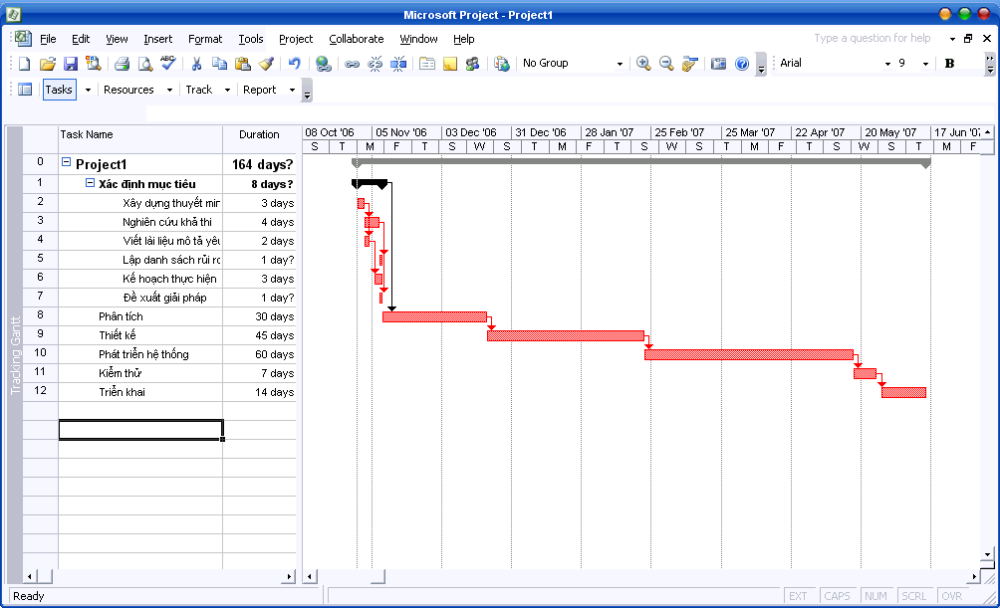 Microsoft Project - Project1
File Edit View Insert Format Tools Project Collaborate Window Help Type a question for help
No Group Arial 9 B
Tasks Resources Track Report
Task Name Duration 08 Oct '06 05 Nov '06 03 Dec '06 31 Dec '06 28 Jan '07 25 Feb '07 25 Mar '07 22 Apr '07 20 May '07 17 Jun '07
S T M F T S W S T M F T S W S T M F T S W S T M F
0 Project1 164 days?
1 Xác định mục tiêu 8 days?
2 Xây dựng thuyết mir 3 days
3 Nghiên cứu khả thi 4 days
4 Viết tài liệu mô tả yêu 2 days
5 Lập danh sách rủi ro 1 day?
6 Kế hoạch thực hiện 3 days
7 Đề xuất giải pháp 1 day?
8 Phân tích 30 days
9 Thiết kế 45 days
10 Phát triển hệ thống 60 days
11 Kiểm thử 7 days
12 Triển khai 14 days
Tracking Gantt
Ready EXT CAPS NUM SCRL OVR